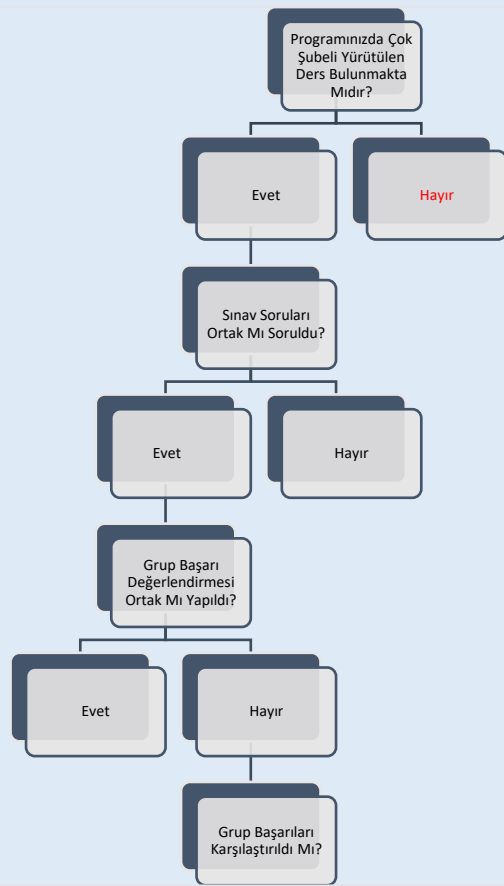 Programınızda Çok
Şubeli Yürütülen
Ders Bulunmakta
Mıdır?
Evet
Hayır
Sınav Soruları
Ortak Mı Soruldu?
Evet
Hayır
Grup Başarı
Değerlendirmesi
Ortak Mı Yapıldı?
Evet
Hayır
Grup Başarıları
Karşılaştırıldı Mı?